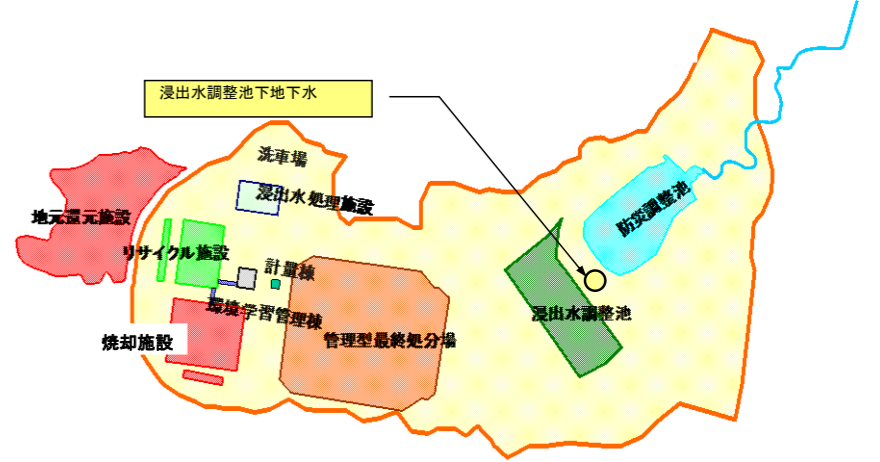 浸出水調整池下地下水
洗車場
浸出水処理施設
地元還元施設
防災調整池
リサイクル施設
計量棟
環境学習管理棟
浸出水調整池
焼却施設
管理型最終処分場